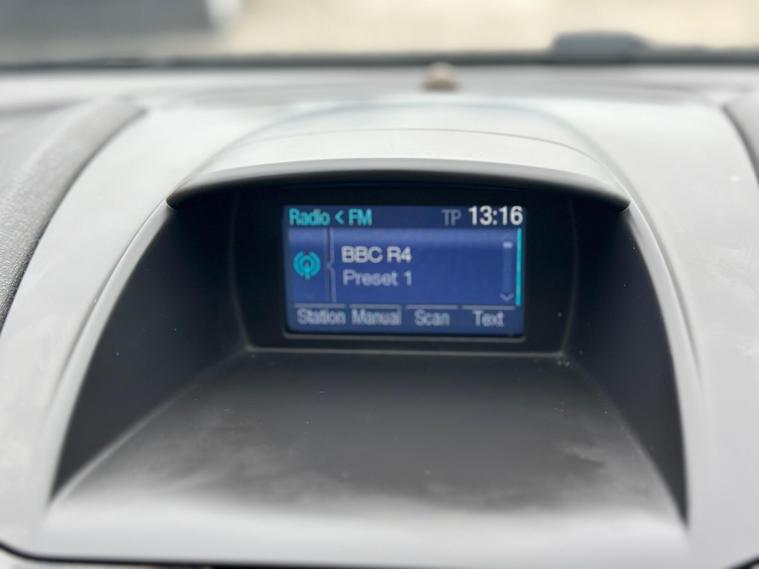 Radio < FM TP 13:16
BBC R4
Preset 1
Station Manual Scan Text